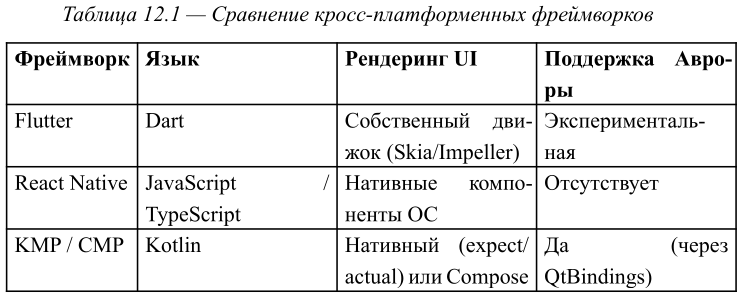 Таблица 12.1 — Сравнение кросс-платформенных фреймворков
Фреймворк Язык Рендеринг UI Поддержка Авро-
ры
Flutter Dart Собственный дви- Эксперименталь-
жок (Skia/Impeller) ная
React Native JavaScript / Нативные компо- Отсутствует
TypeScript ненты ОС
KMP / CMP Kotlin Нативный (expect/ Да (через
actual) или Compose QtBindings)